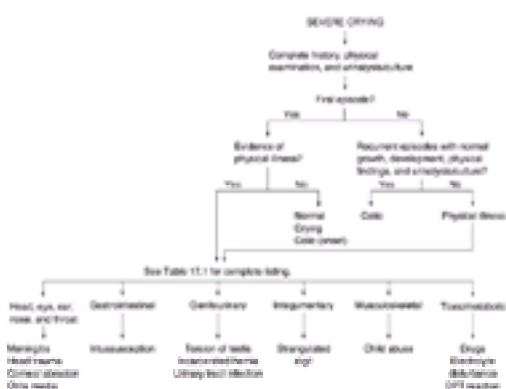 SEVERE CRYING
Complete history, physical
examination, and urinalysis/culture
First episode?
Yes No
Evidence of
physical illness?
Recurrent episodes with normal
growth, development, physical
findings, and urinalysis/culture?
Yes No
Yes No
Normal
Crying
Colic (onset)
Colic
Physical illness
See Table 17.1 for complete listing.
Head, eye, ear,
nose, and throat
Gastrointestinal
Genitourinary
Integumentary
Musculoskeletal
Toxic/metabolic
Meningitis
Head trauma
Corneal abrasion
Otitis media
Intussusception
Torsion of testis
Incarcerated hernia
Urinary tract infection
Strangulated
digit
Child abuse
Drugs
Electrolyte
disturbance
DPT reaction